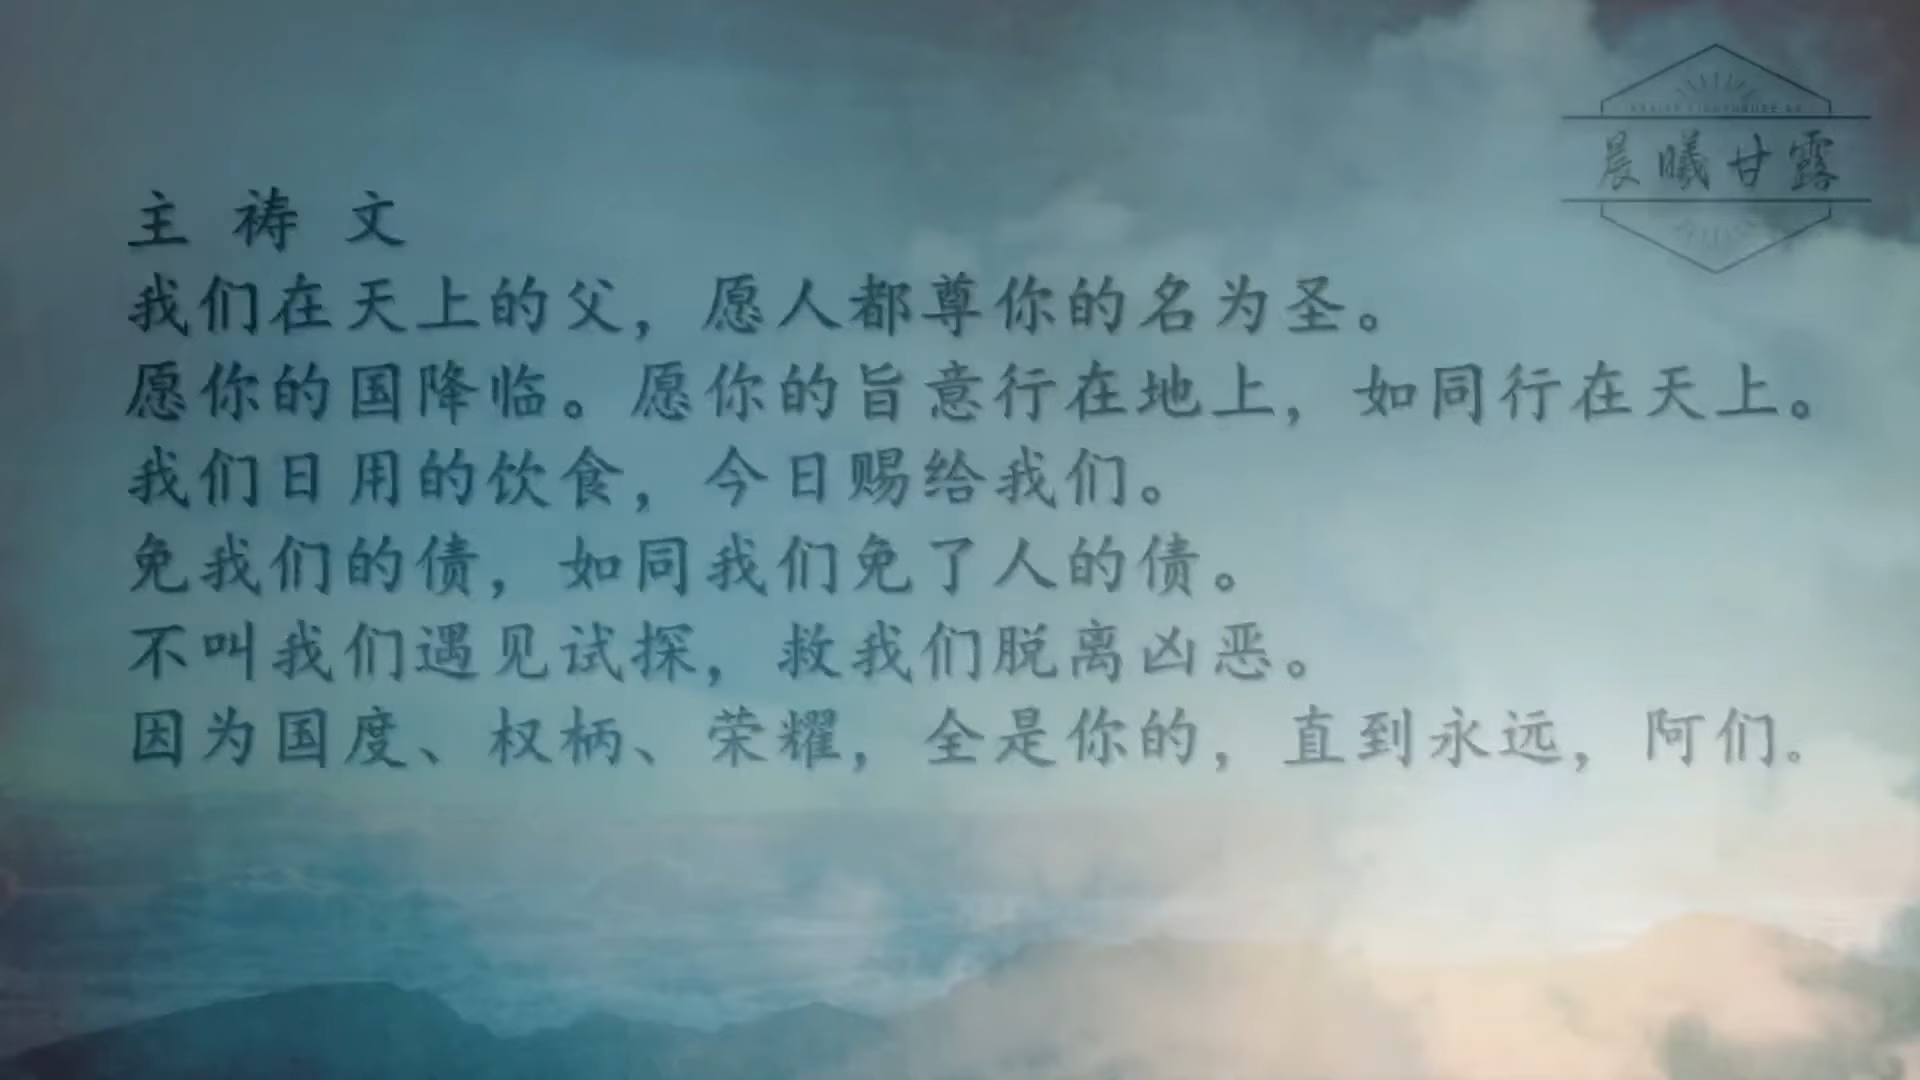 晨曦甘露
主祷文
我们在天上的父，愿人都尊你的名为圣。
愿你的国降临。愿你的旨意行在地上，如同行在天上。
我们日用的饮食，今日赐给我们。
免我们的债，如同我们免了人的债。
不叫我们遇见试探，救我们脱离凶恶。
因为国度、权柄、荣耀，全是你的，直到永远，阿们。